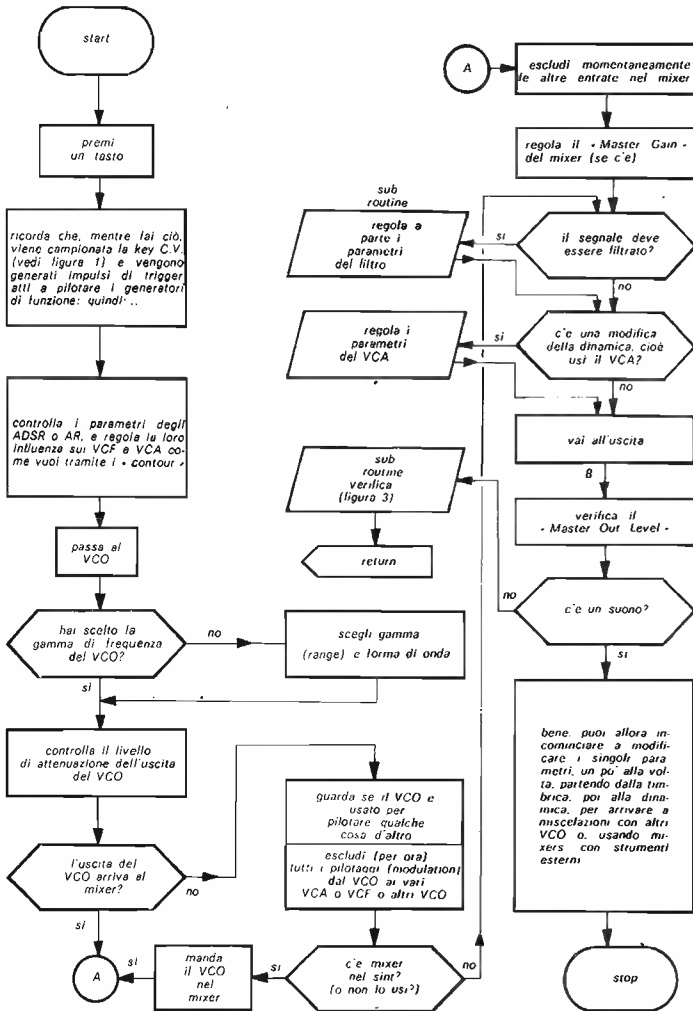 start
premi
un tasto
ricorda che, mentre fai ciò,
viene campionata la key C.V.
(vedi figura 1) e vengono
generati impulsi di trigger
atti a pilotare i generatori
di funzione: quindi...
controlla i parametri degli
ADSR o AR, e regola la loro
influenza sui VCF e VCA co-
me vuoi tramite i « contour »
passa al
VCO
hai scelto la
gamma di frequenza
del VCO?
no
si
scegli gamma
(range) e forma di onda
controlla il livello
di attenuazione dell'uscita
del VCO
l'uscita del
VCO arriva al
mixer?
no
si
A
guarda se il VCO e
usato per
pilotare qualche
cosa d'altro
escludi (per ora)
tutti i pilotaggi (modulation)
dal VCO ai vari
VCA o VCF o altri VCO
c'e mixer
nel sint?
(o non lo usi?)
no
si
manda
il VCO
nel
mixer
si
A
escludi momentaneamente
le altre entrate nel mixer
regola il « Master Gain »
del mixer (se c'e)
il segnale deve
essere filtrato?
si
no
sub
routine
regola a
parte i
parametri
del filtro
c'e una modifica
della dinamica, cioè
usi il VCA?
si
no
regola i
parametri
del VCA
vai all'uscita
B
verifica il
- Master Out Level -
c'e un suono?
no
si
sub
routine
verifica
(figura 3)
return
bene, puoi allora in-
cominciare a modifi-
care i singoli para-
metri, un po' alla vol-
ta, partendo dalla tim-
brica, poi alla dina-
mica, per arrivare a
miscelazioni con altri
VCO o, usando mi-
xers con strumenti
esterni
stop